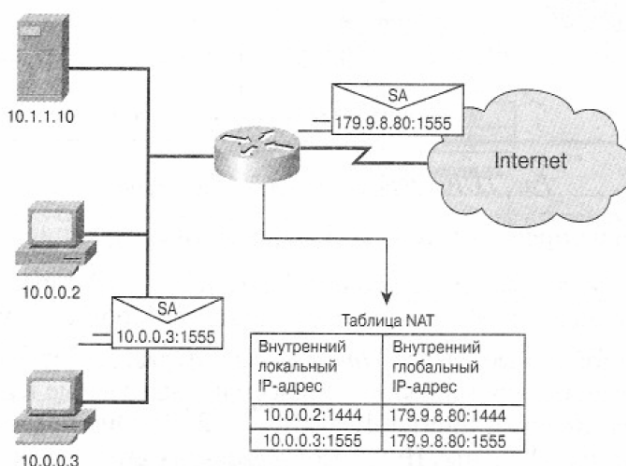 10.1.1.10
SA
179.9.8.80:1555
Internet
10.0.0.2
SA
10.0.0.3:1555
10.0.0.3
Таблица NAT
Внутренний локальный IP-адрес
Внутренний глобальный IP-адрес
10.0.0.2:1444
179.9.8.80:1444
10.0.0.3:1555
179.9.8.80:1555